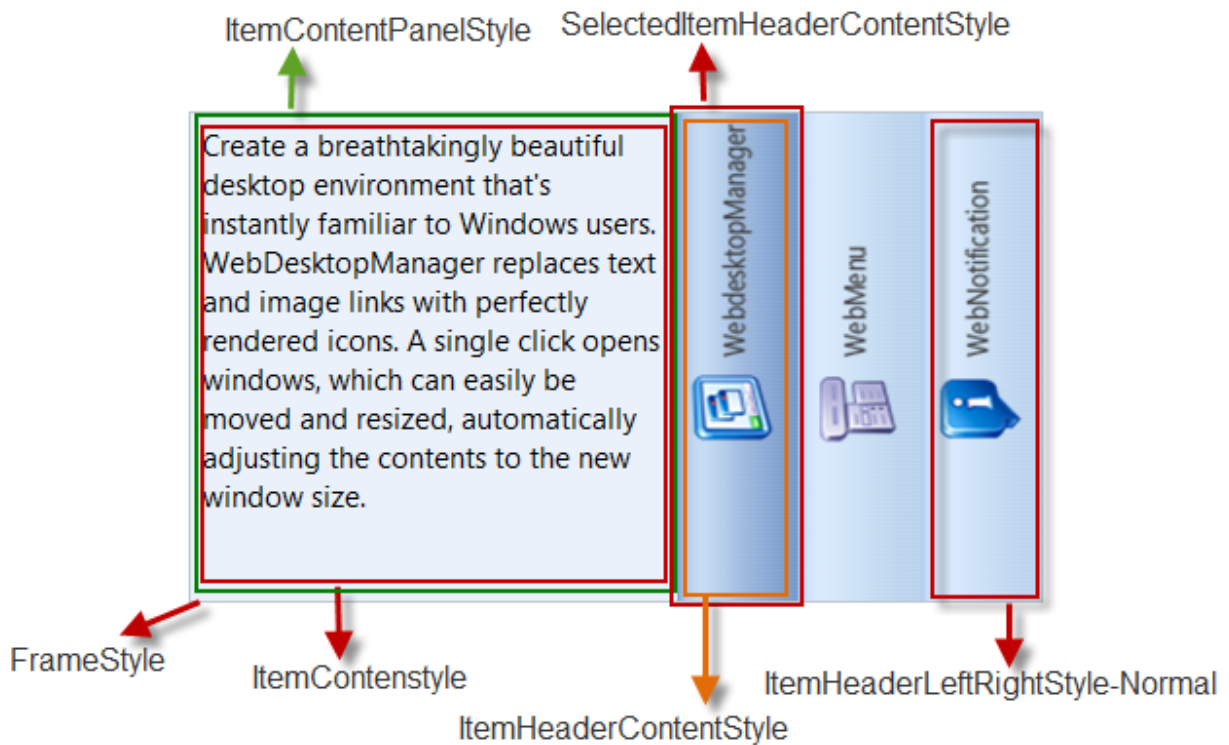 ItemContentPanelStyle
SelectedItemHeaderContentStyle
Create a breathtakingly beautiful
desktop environment that's
instantly familiar to Windows users.
WebDesktopManager replaces text
and image links with perfectly
rendered icons. A single click opens
windows, which can easily be
moved and resized, automatically
adjusting the contents to the new
window size.
WebdesktopManager
WebMenu
WebNotification
FrameStyle
ItemContenstyle
ItemHeaderLeftRightStyle-Normal
ItemHeaderContentStyle